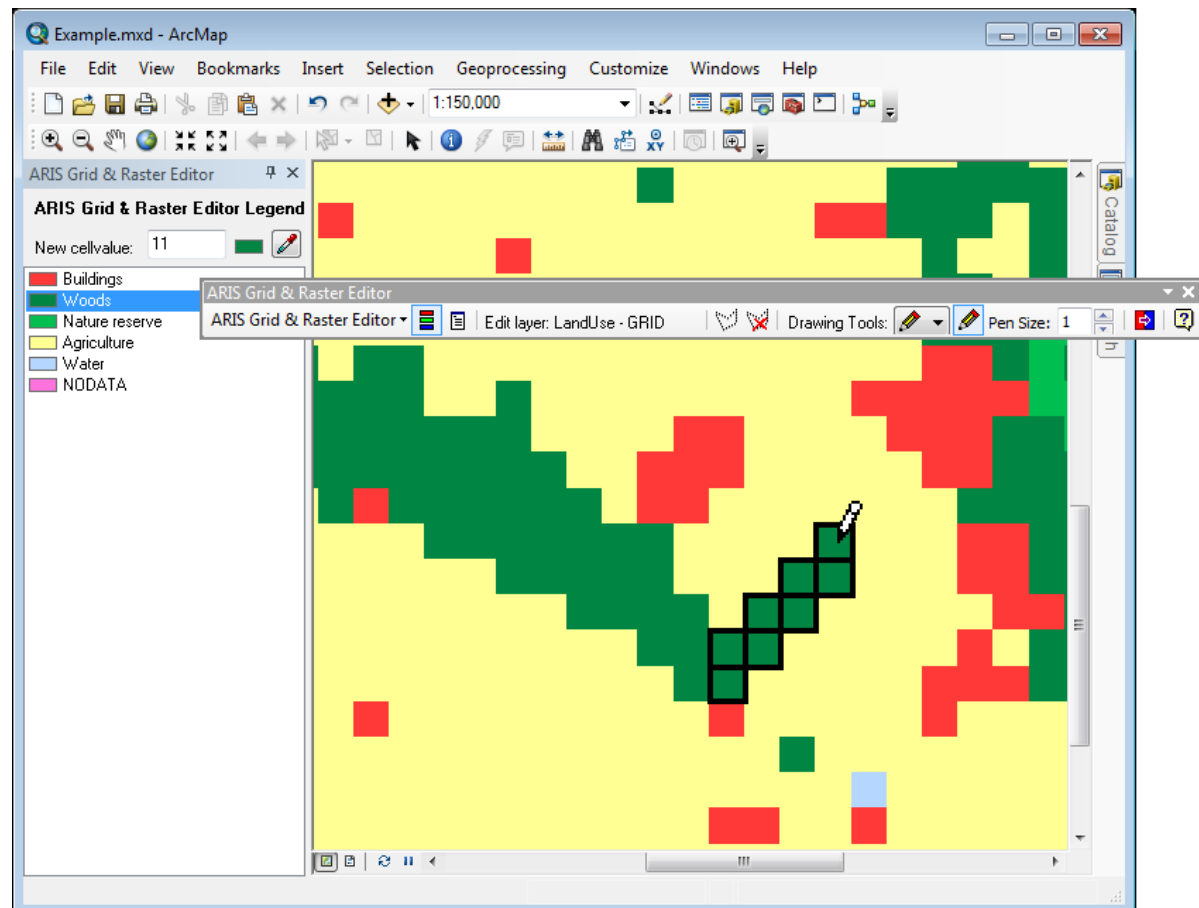 Example.mxd - ArcMap
File Edit View Bookmarks Insert Selection Geoprocessing Customize Windows Help
1:150,000
ARIS Grid & Raster Editor
ARIS Grid & Raster Editor Legend
New cellvalue: 11
Buildings
Woods
Nature reserve
Agriculture
Water
NODATA
ARIS Grid & Raster Editor
ARIS Grid & Raster Editor Edit layer: LandUse - GRID Drawing Tools: Pen Size: 1
Catalog